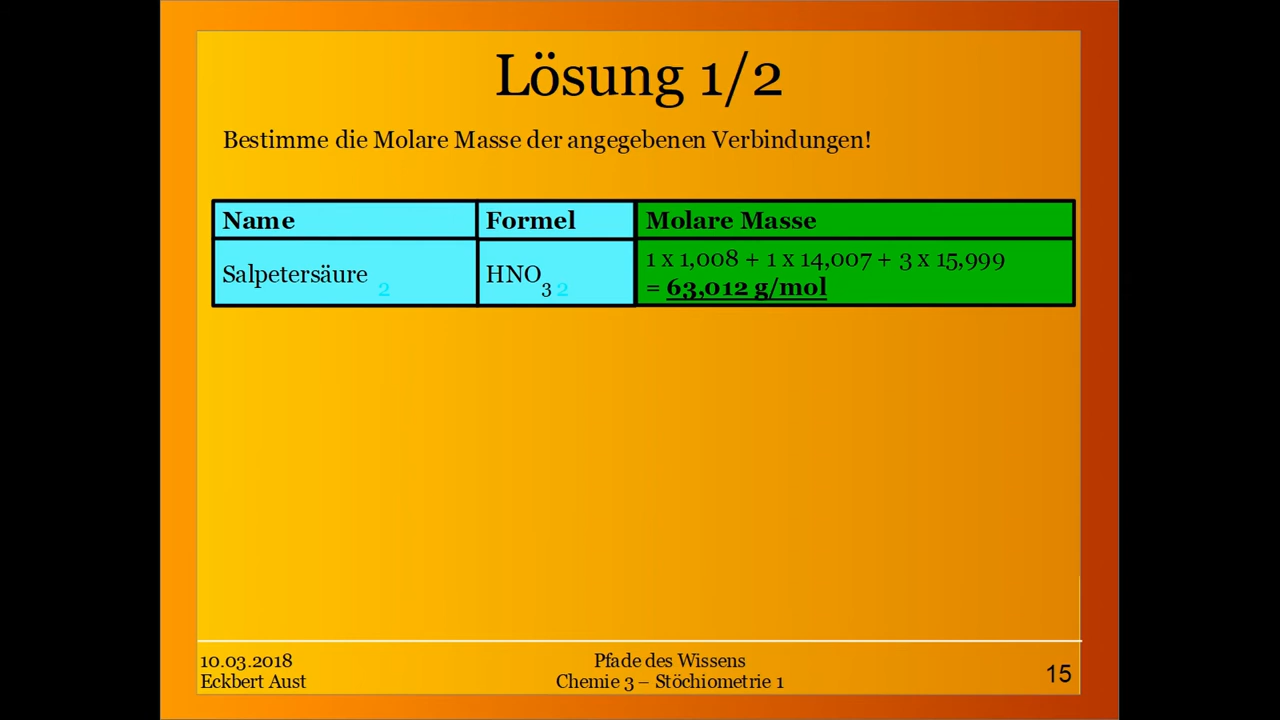 Lösung 1/2
Bestimme die Molare Masse der angegebenen Verbindungen!
Name Formel Molare Masse
Salpetersäure 2 HNO3 2 1 x 1,008 + 1 x 14,007 + 3 x 15,999
= 63,012 g/mol
10.03.2018 Pfade des Wissens
Eckbert Aust Chemie 3 – Stöchiometrie 1 15